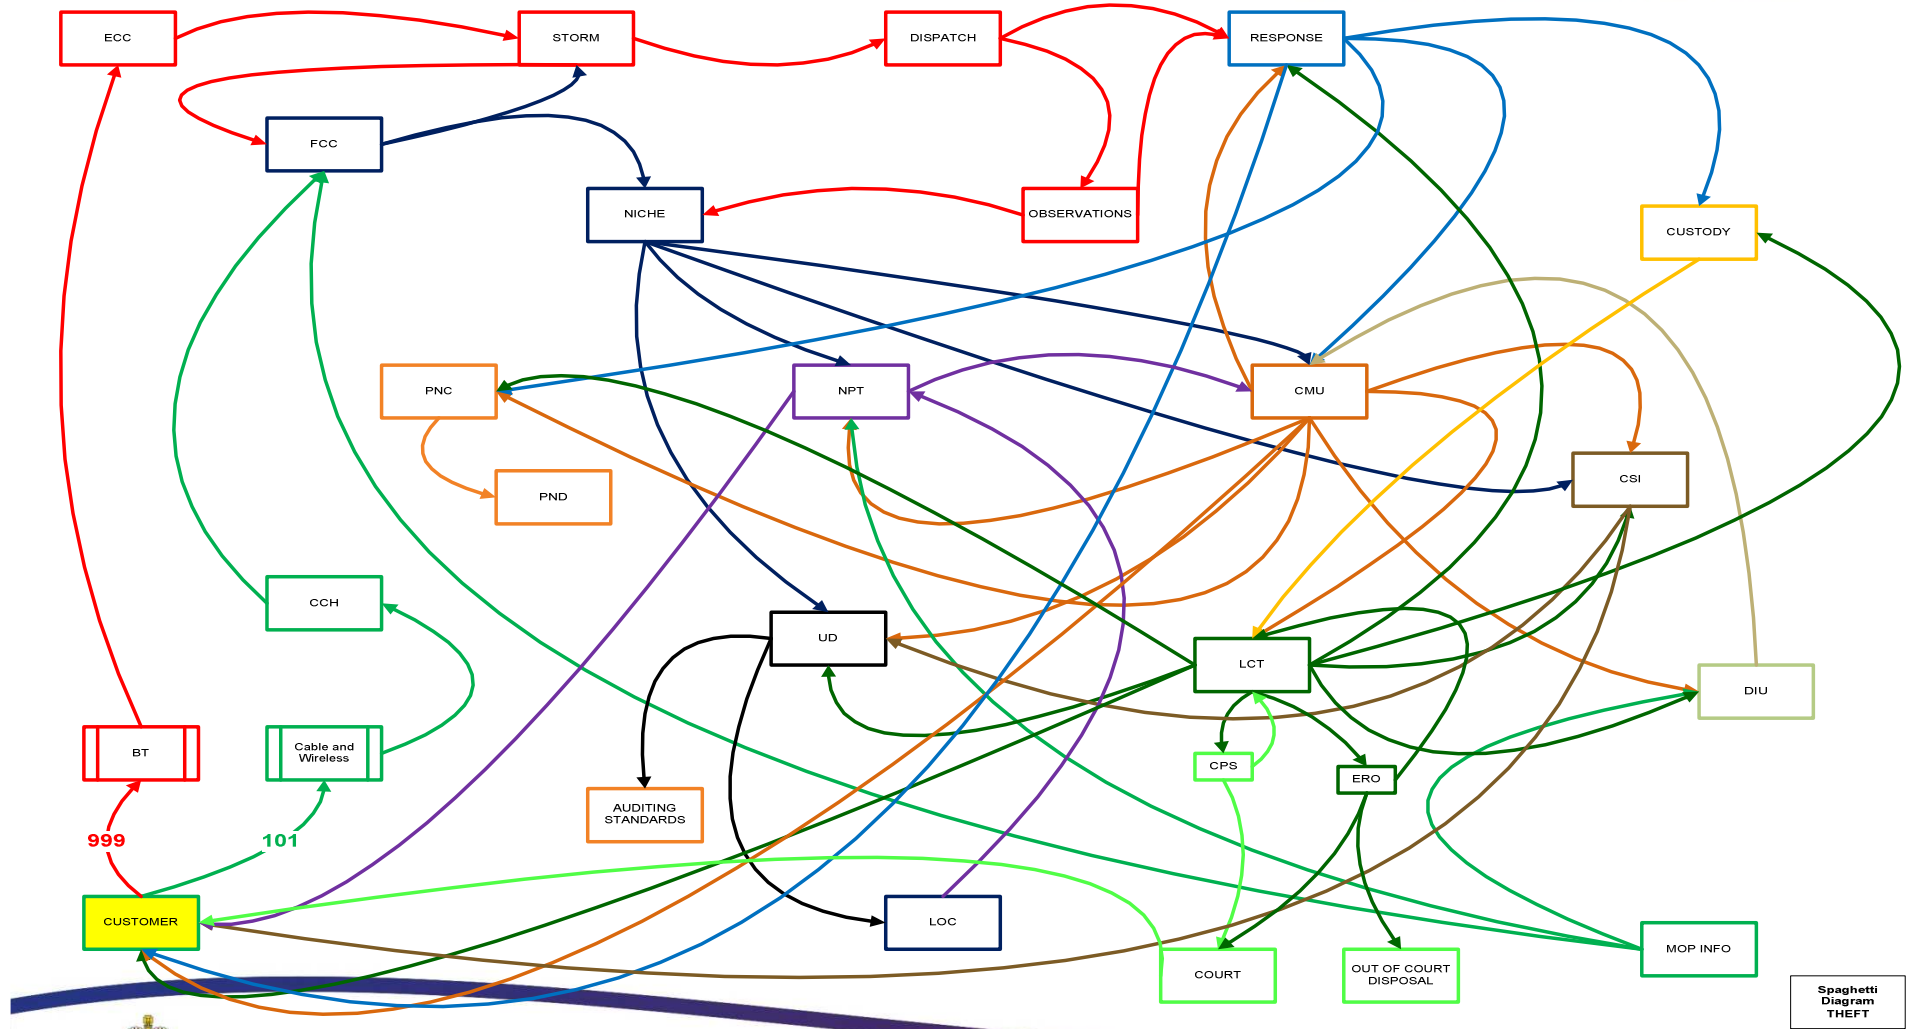 ECC
STORM
DISPATCH
RESPONSE
FCC
NICHE
OBSERVATIONS
CUSTODY
PNC
NPT
CMU
CSI
PND
CCH
UD
LCT
DIU
BT
Cable and
Wireless
CPS
ERO
AUDITING
STANDARDS
999
101
CUSTOMER
LOC
MOP INFO
COURT
OUT OF COURT
DISPOSAL
Spaghetti
Diagram
THEFT